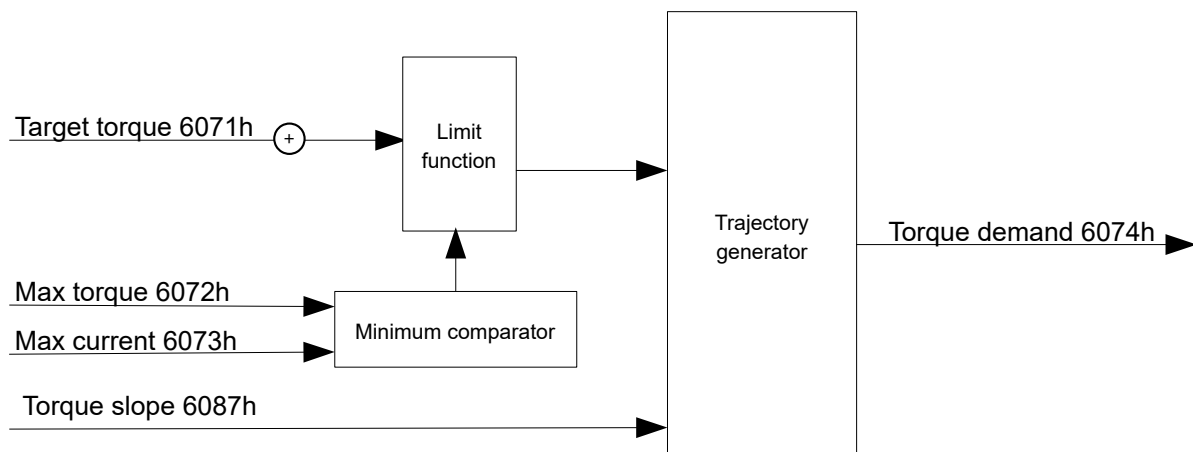 Target torque 6071h
+
Limit
function
Trajectory
generator
Torque demand 6074h
Max torque 6072h
Max current 6073h
Minimum comparator
Torque slope 6087h